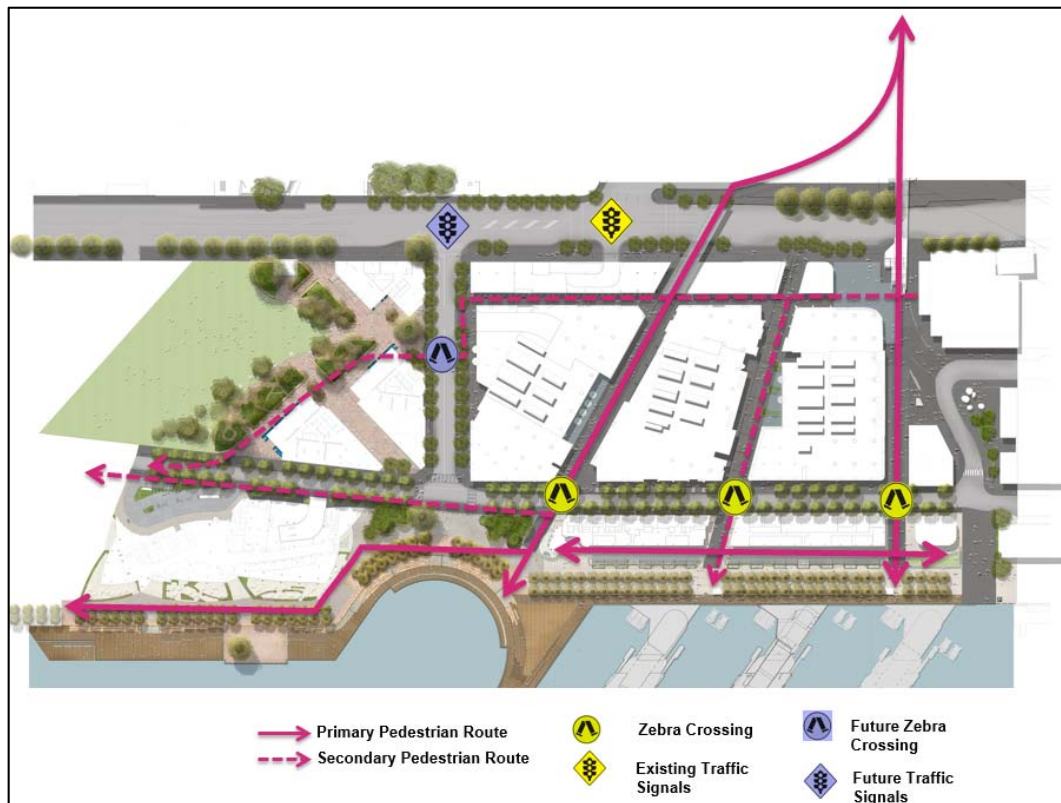 Primary Pedestrian Route
Secondary Pedestrian Route
Zebra Crossing
Existing Traffic
Signals
Future Zebra
Crossing
Future Traffic
Signals